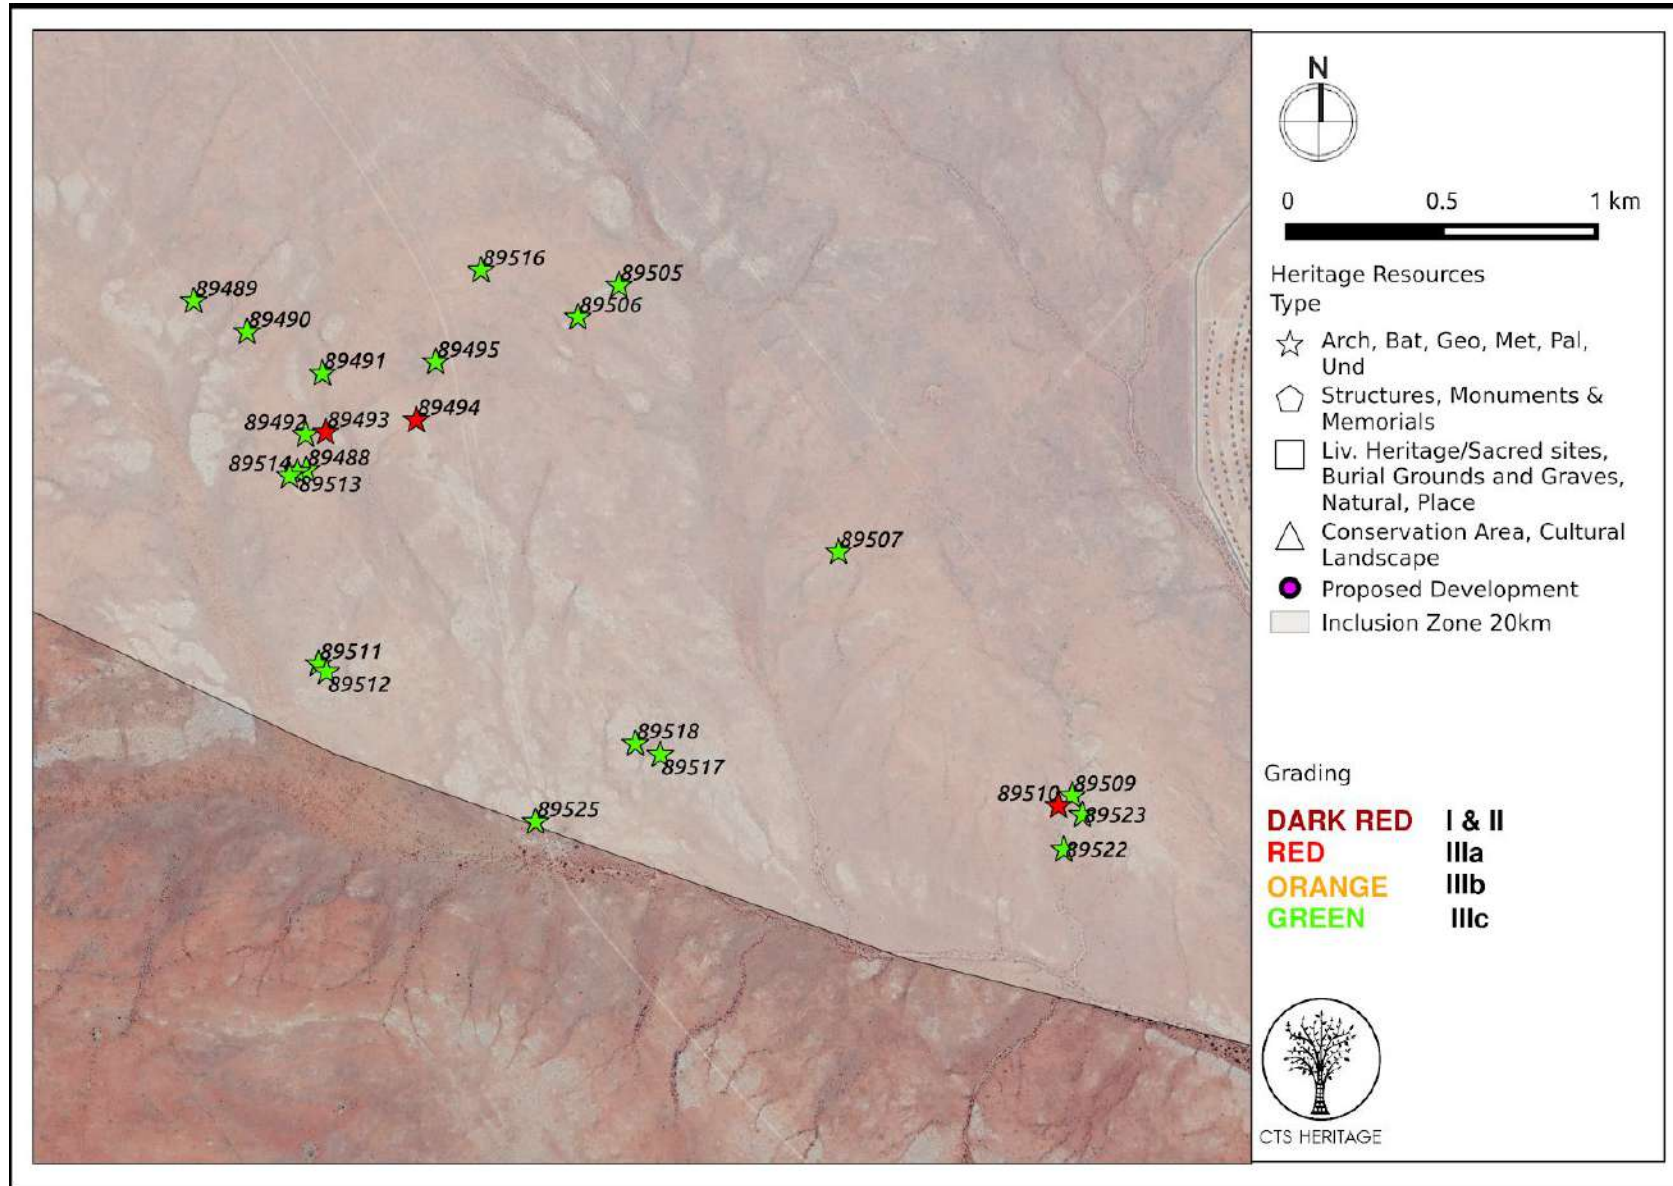 89516
89505
89489
89506
89490
89495
89491
89494
89492
89493
89514
89488
89513
89507
89511
89512
89518
89517
89510
89509
89525
89523
89522
N
0 0.5 1 km
Heritage Resources
Type
Arch, Bat, Geo, Met, Pal,
Und
Structures, Monuments &
Memorials
Liv. Heritage/Sacred sites,
Burial Grounds and Graves,
Natural, Place
Conservation Area, Cultural
Landscape
Proposed Development
Inclusion Zone 20km
Grading
DARK RED I & II
RED IIIa
ORANGE IIIb
GREEN IIIc
CTS HERITAGE